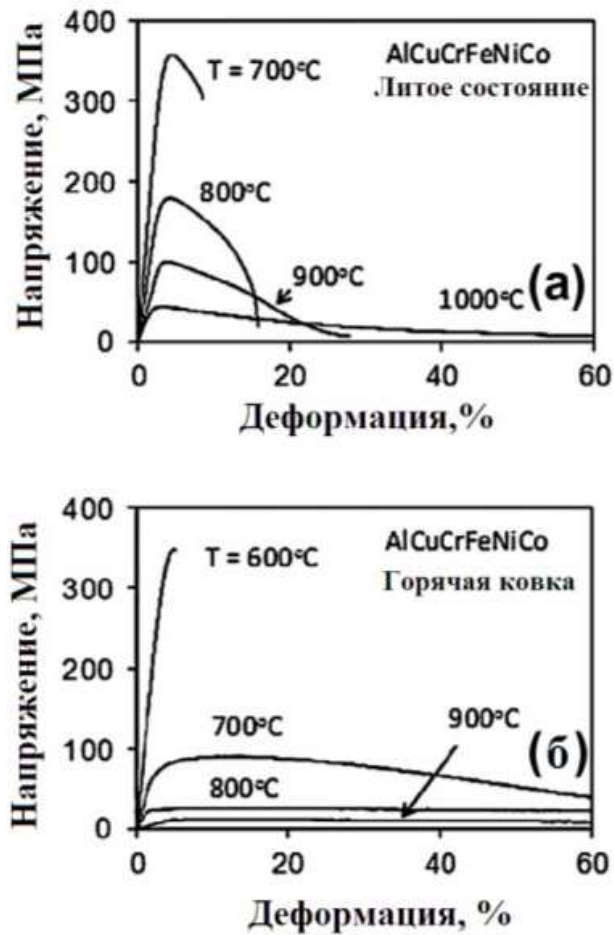 400
300
200
100
0
Напряжение, МПа
AlCuCrFeNiCo
Литое состояние
T = 700°C
800°C
900°C
1000°C
(а)
0 20 40 60
Деформация,%
400
300
200
100
0
Напряжение, МПа
AlCuCrFeNiCo
Горячая ковка
T = 600°C
700°C
900°C
800°C
(б)
0 20 40 60
Деформация, %